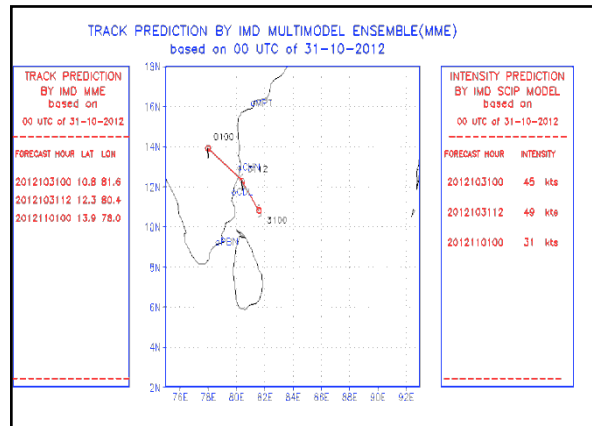 TRACK PREDICTION BY IMD MULTIMODEL ENSEMBLE(MME)
based on 00 UTC of 31-10-2012
TRACK PREDICTION
BY IMD MME
based on
00 UTC of 31-10-2012
FORECAST HOUR LAT LON
2012103100 10.8 81.6
2012103112 12.3 80.4
2012110100 13.9 78.0
18N
16N
14N
12N
10N
8N
6N
4N
2N
76E 78E 80E 82E 84E 86E 88E 90E 92E
MPT
0100
3100
PBN
INTENSITY PREDICTION
BY IMD SCIP MODEL
based on
00 UTC of 31-10-2012
FORECAST HOUR INTENSITY
2012103100 45 kts
2012103112 49 kts
2012110100 31 kts